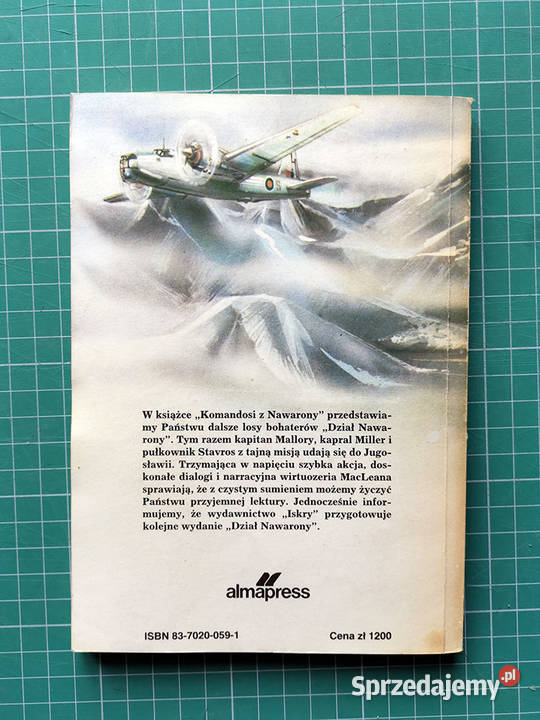 W książce „Komandosi z Nawarony” przedstawia-
my Państwu dalsze losy bohaterów „Dział Nawa-
rony”. Tym razem kapitan Mallory, kapral Miller i
pułkownik Stavros z tajną misją udają się do Jugo-
sławii. Trzymająca w napięciu szybka akcja, dos-
konałe dialogi i narracyjna wirtuozeria MacLeana
sprawiają, że z czystym sumieniem możemy życzyć
Państwu przyjemnej lektury. Jednocześnie infor-
mujemy, że wydawnictwo „Iskry” przygotowuje
kolejne wydanie „Dział Nawarony”.
almapress
ISBN 83-7020-059-1 Cena zł 1200
Sprzedajemy.pl